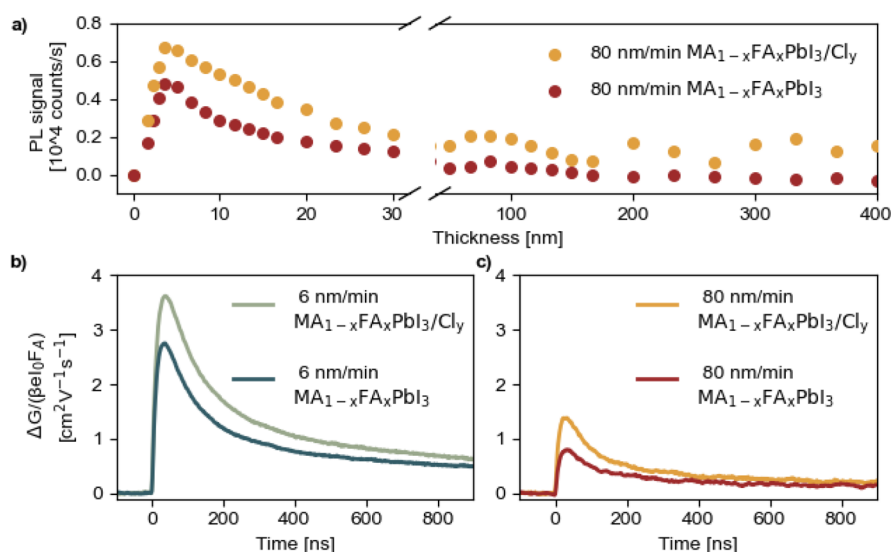 a)
0.8
0.6
0.4
0.2
0.0
PL signal
[10^4 counts/s]
80 nm/min MA₁₋ₓFAₓPbI₃/Clᵧ
80 nm/min MA₁₋ₓFAₓPbI₃
0 10 20 30 100 200 300 400
Thickness [nm]
b)
4
3
2
1
0
ΔG/(βeI₀F_A)
[cm²V⁻¹s⁻¹]
6 nm/min
MA₁₋ₓFAₓPbI₃/Clᵧ
6 nm/min
MA₁₋ₓFAₓPbI₃
0 200 400 600 800
Time [ns]
c)
4
3
2
1
0
80 nm/min
MA₁₋ₓFAₓPbI₃/Clᵧ
80 nm/min
MA₁₋ₓFAₓPbI₃
0 200 400 600 800
Time [ns]